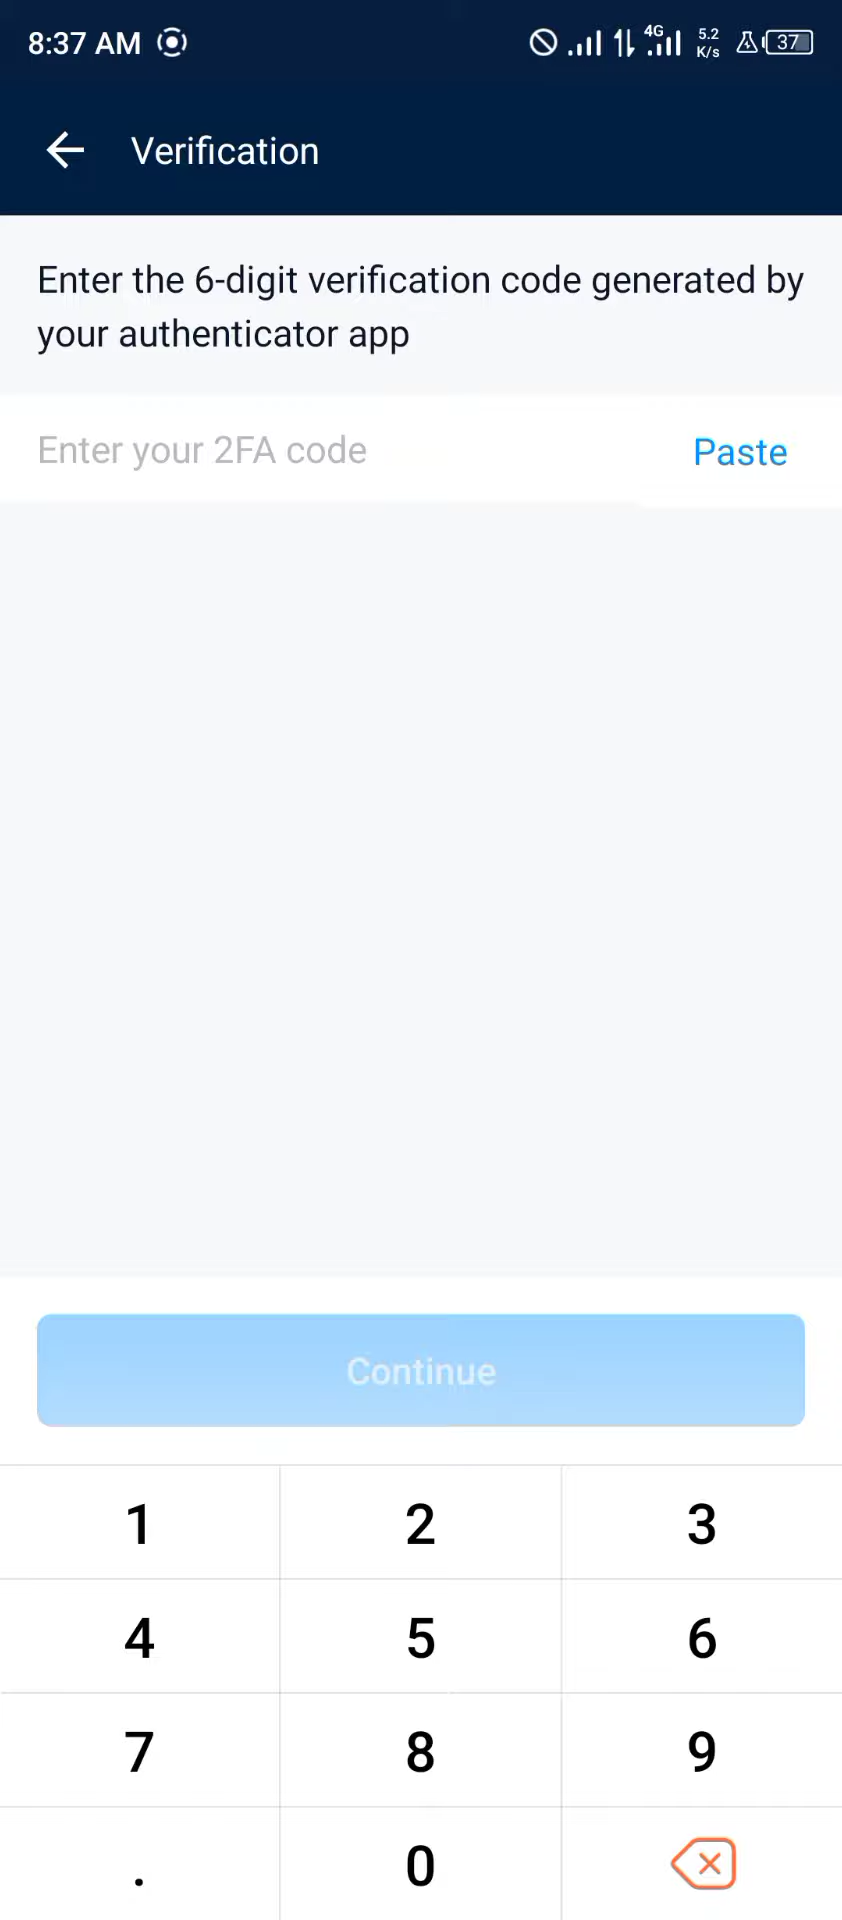 8:37 AM 4G 5.2 K/s 37
Verification
Enter the 6-digit verification code generated by
your authenticator app
Enter your 2FA code Paste
Continue
1 2 3
4 5 6
7 8 9
. 0